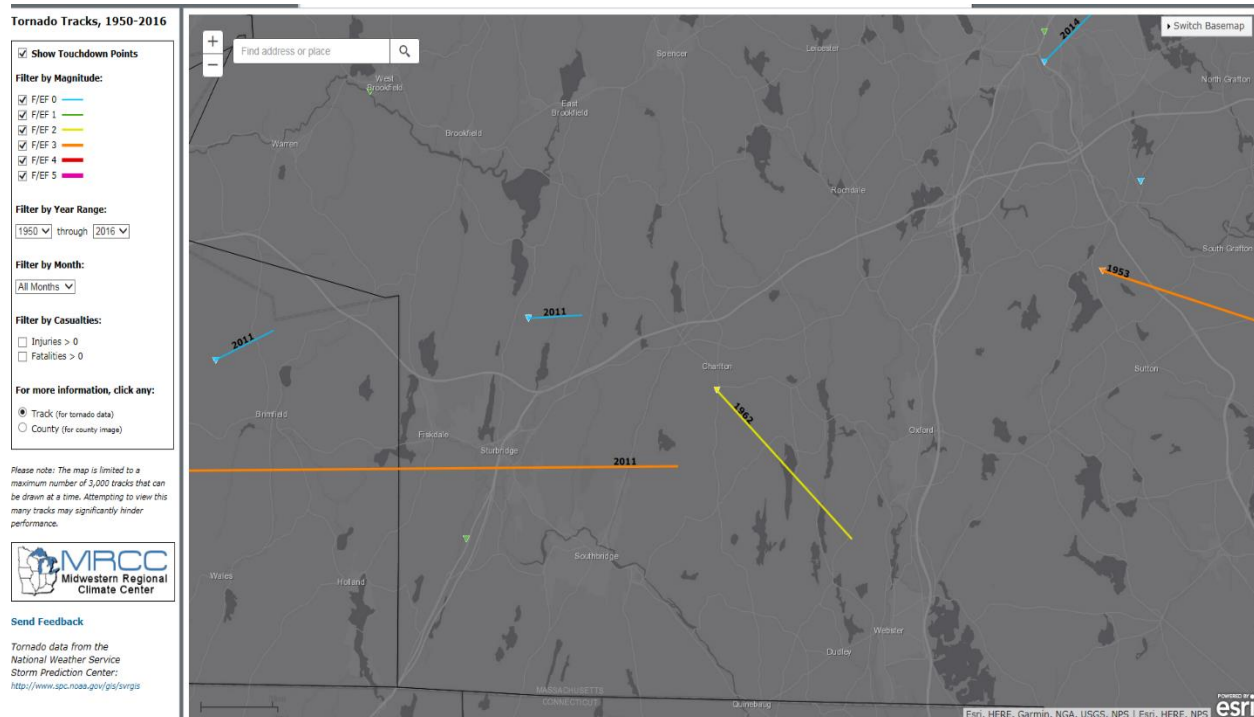 Tornado Tracks, 1950-2016
Show Touchdown Points
Filter by Magnitude:
F/EF 0
F/EF 1
F/EF 2
F/EF 3
F/EF 4
F/EF 5
Filter by Year Range:
1950 through 2016
Filter by Month:
All Months
Filter by Casualties:
Injuries > 0
Fatalities > 0
For more information, click any:
Track (for tornado data)
County (for county image)
Please note: The map is limited to a
maximum number of 3,000 tracks that can
be drawn at a time. Attempting to view this
many tracks may significantly hinder
performance.
MRCC
Midwestern Regional
Climate Center
Send Feedback
Tornado data from the
National Weather Service
Storm Prediction Center:
http://www.spc.noaa.gov/gis/svrgis
+
−
Find address or place
Switch Basemap
2014
Spencer
Leicester
West
Brookfield
North Grafton
East
Brookfield
Brookfield
Warren
Rochdale
South Grafton
1953
2011
2011
Charlton
Sutton
1962
Brimfield
Fiskdale
Sturbridge
Oxford
2011
Southbridge
Wales
Holland
Webster
Dudley
MASSACHUSETTS
CONNECTICUT
Quinebaug
Esri, HERE, Garmin, NGA, USGS, NPS | Esri, HERE, NPS
POWERED BY
esri